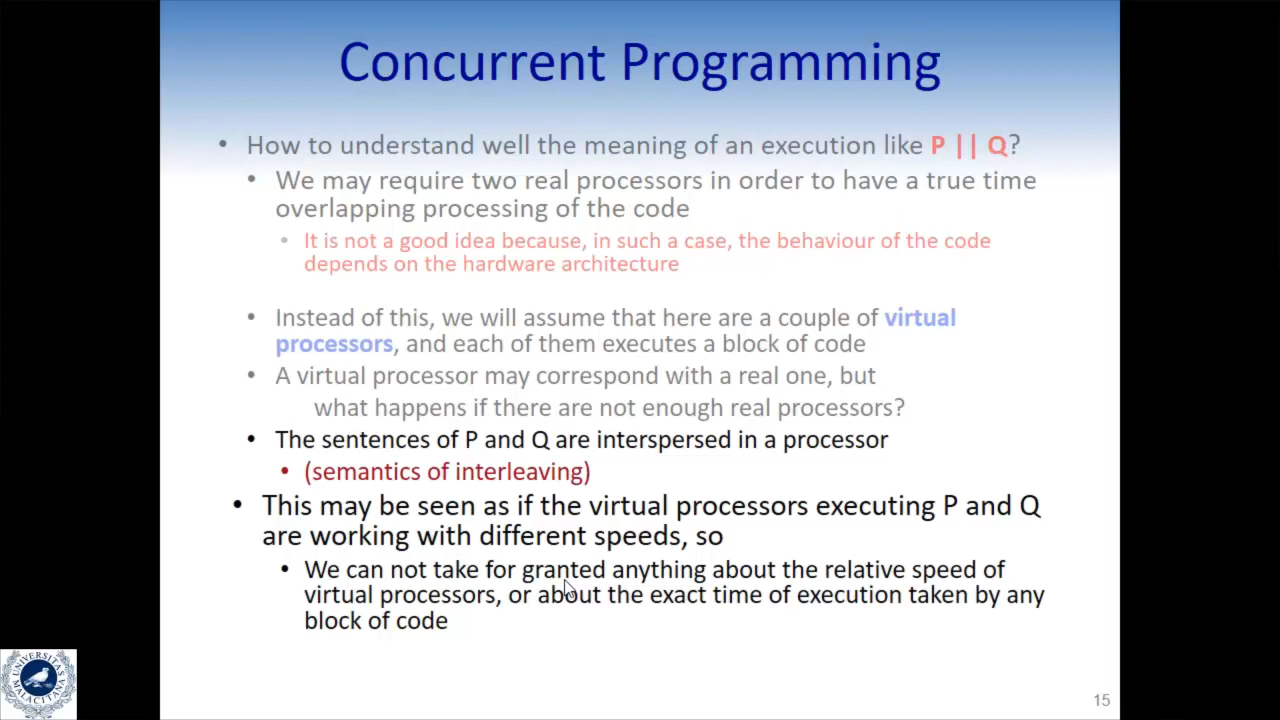 Concurrent Programming
• How to understand well the meaning of an execution like P || Q?
• We may require two real processors in order to have a true time
overlapping processing of the code
• It is not a good idea because, in such a case, the behaviour of the code
depends on the hardware architecture
• Instead of this, we will assume that here are a couple of virtual
processors, and each of them executes a block of code
• A virtual processor may correspond with a real one, but
what happens if there are not enough real processors?
• The sentences of P and Q are interspersed in a processor
• (semantics of interleaving)
• This may be seen as if the virtual processors executing P and Q
are working with different speeds, so
• We can not take for granted anything about the relative speed of
virtual processors, or about the exact time of execution taken by any
block of code
UNIVERSITAS
MALACITANA
15